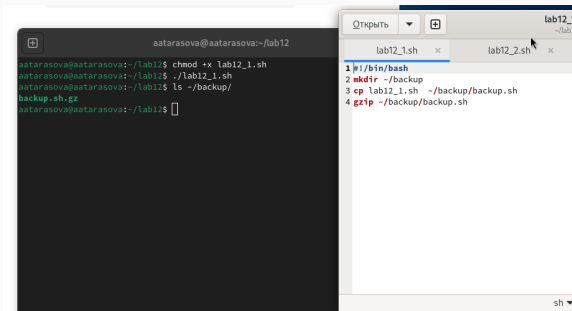 aatarasova@aatarasova:~/lab12
aatarasova@aatarasova:~/lab12$ chmod +x lab12_1.sh
aatarasova@aatarasova:~/lab12$ ./lab12_1.sh
aatarasova@aatarasova:~/lab12$ ls ~/backup/
backup.sh.gz
aatarasova@aatarasova:~/lab12$
Открыть
lab12_
~/lab
lab12_1.sh × lab12_2.sh ×
1 #!/bin/bash
2 mkdir ~/backup
3 cp lab12_1.sh  ~/backup/backup.sh
4 gzip ~/backup/backup.sh
sh